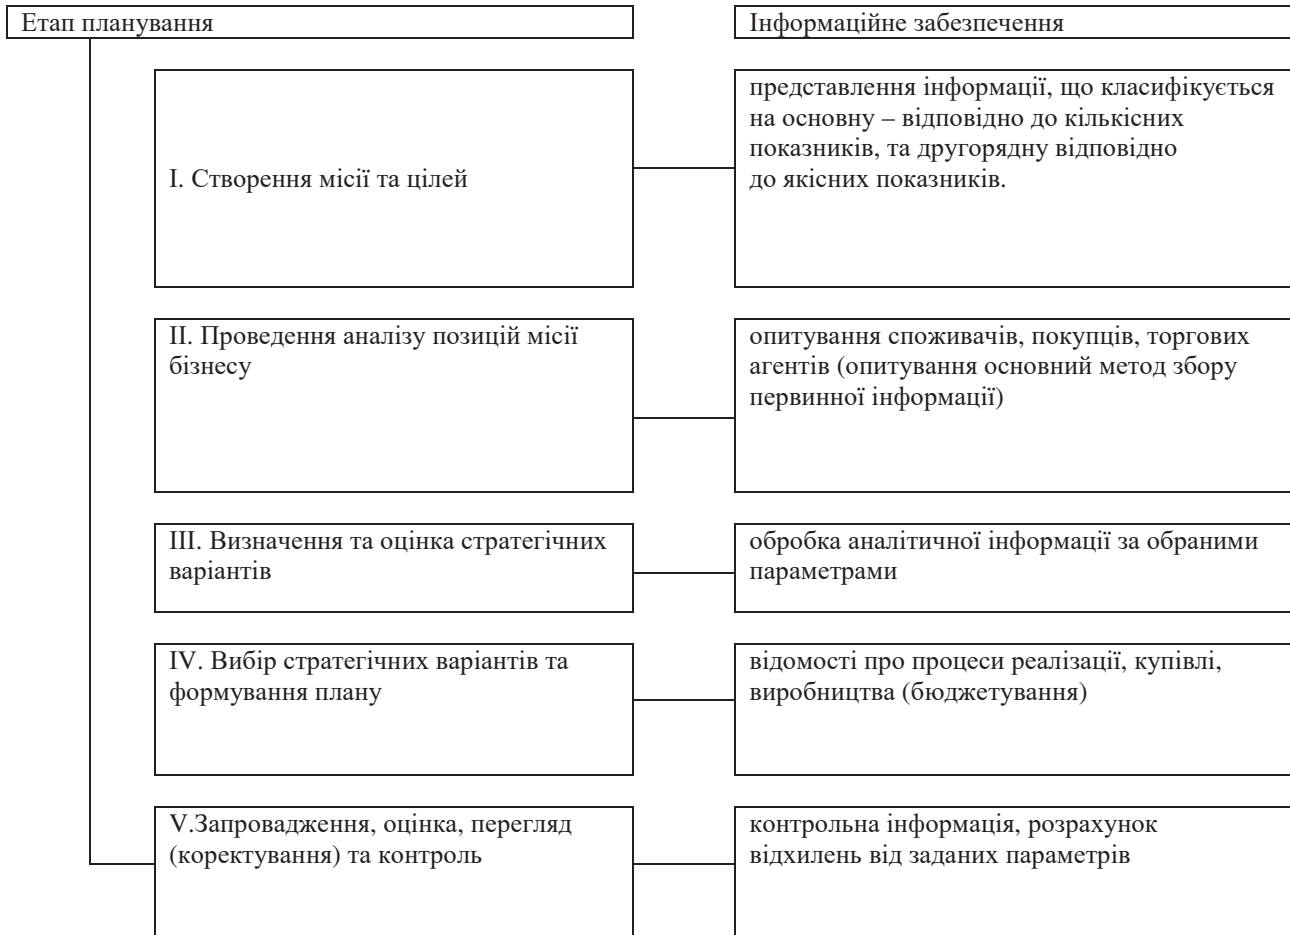 Етап планування
Інформаційне забезпечення
І. Створення місії та цілей
представлення інформації, що класифікується
на основну – відповідно до кількісних
показників, та другорядну відповідно
до якісних показників.
ІІ. Проведення аналізу позицій місії
бізнесу
опитування споживачів, покупців, торгових
агентів (опитування основний метод збору
первинної інформації)
ІІІ. Визначення та оцінка стратегічних
варіантів
обробка аналітичної інформації за обраними
параметрами
IV. Вибір стратегічних варіантів та
формування плану
відомості про процеси реалізації, купівлі,
виробництва (бюджетування)
V.Запровадження, оцінка, перегляд
(коректування) та контроль
контрольна інформація, розрахунок
відхилень від заданих параметрів